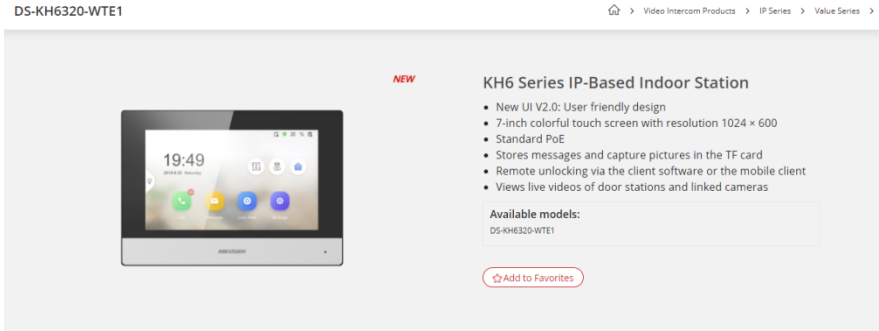 DS-KH6320-WTE1
> Video Intercom Products > IP Series > Value Series >
NEW
KH6 Series IP-Based Indoor Station
• New UI V2.0: User friendly design
• 7-inch colorful touch screen with resolution 1024 × 600
• Standard PoE
• Stores messages and capture pictures in the TF card
• Remote unlocking via the client software or the mobile client
• Views live videos of door stations and linked cameras
19:49
Available models:
DS-KH6320-WTE1
HIKVISION
Add to Favorites